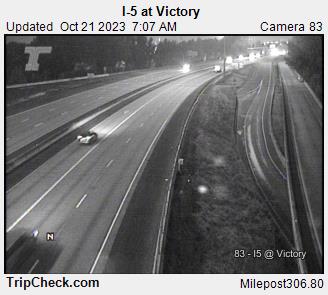 I-5 at Victory
Updated Oct 21 2023 7:07 AM Camera 83
T
N
83 - I5 @ Victory
TripCheck.com Milepost306.80